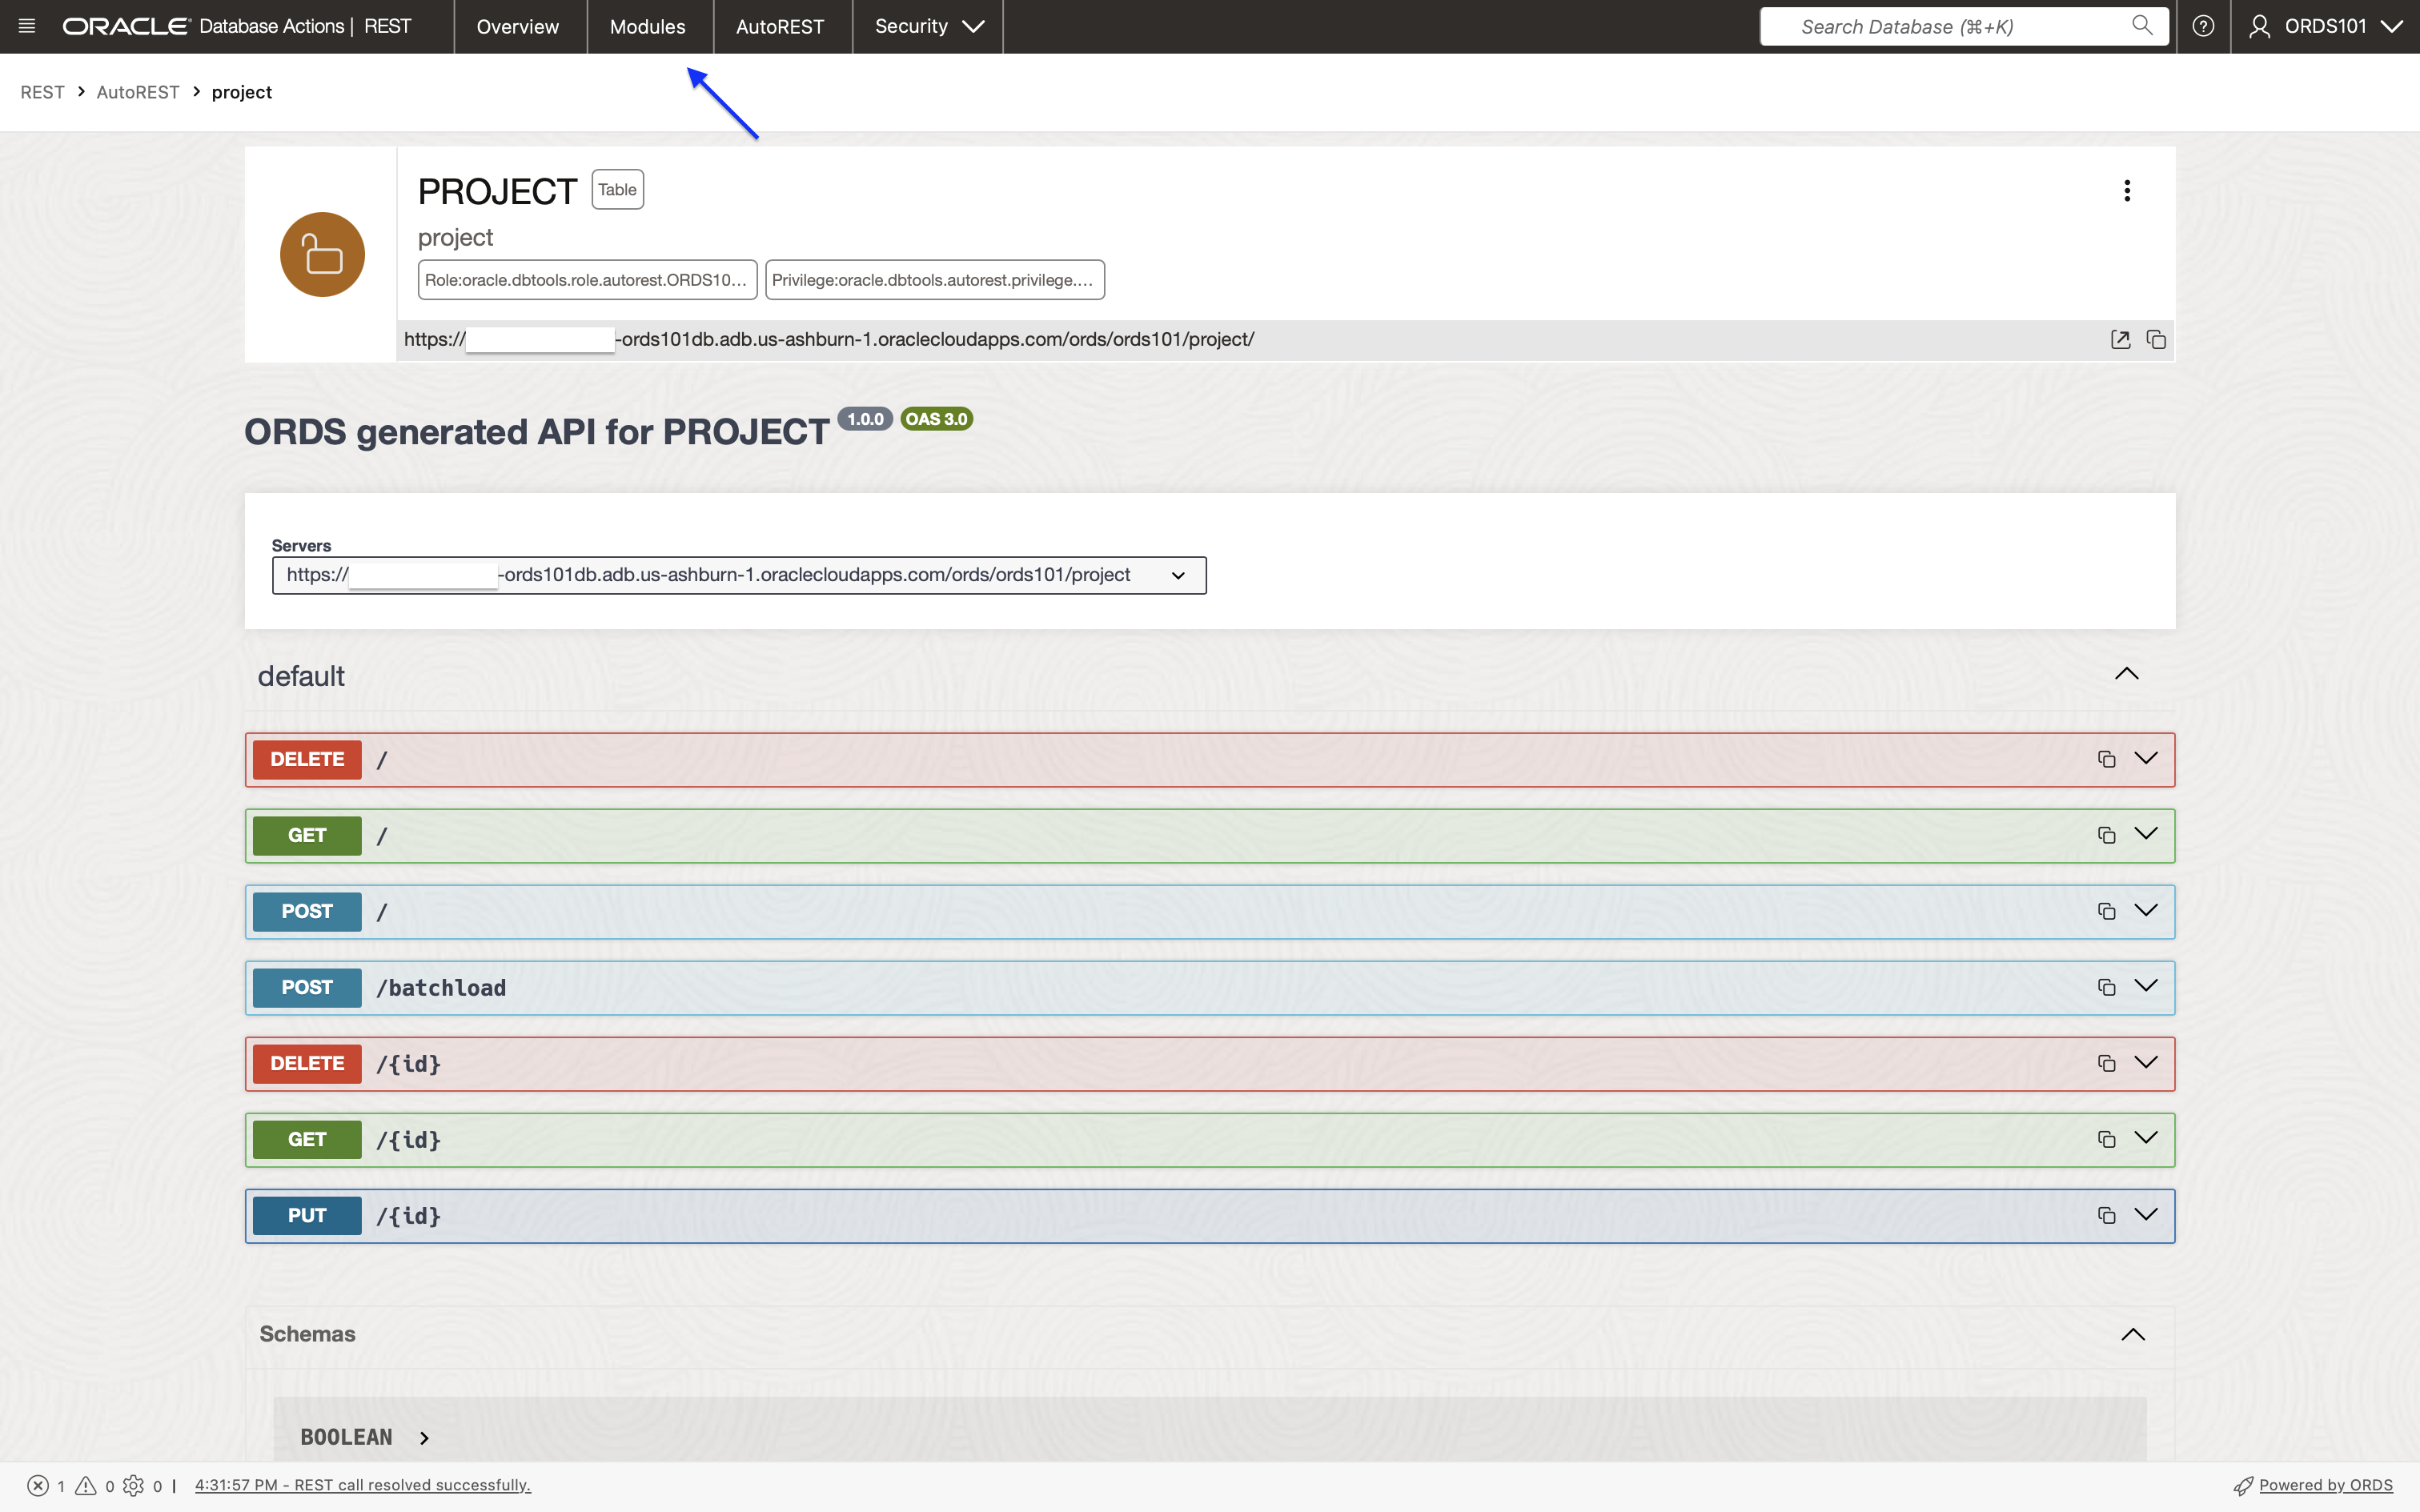 ORACLE Database Actions | REST Overview Modules AutoREST Security Search Database (⌘+K) ORDS101
REST > AutoREST > project
PROJECT Table
project
Role:oracle.dbtools.role.autorest.ORDS10... Privilege:oracle.dbtools.autorest.privilege....
https:// -ords101db.adb.us-ashburn-1.oraclecloudapps.com/ords/ords101/project/
ORDS generated API for PROJECT 1.0.0 OAS 3.0
Servers
https:// -ords101db.adb.us-ashburn-1.oraclecloudapps.com/ords/ords101/project
default
DELETE /
GET /
POST /
POST /batchload
DELETE /{id}
GET /{id}
PUT /{id}
Schemas
BOOLEAN >
1 0 0 | 4:31:57 PM - REST call resolved successfully. Powered by ORDS